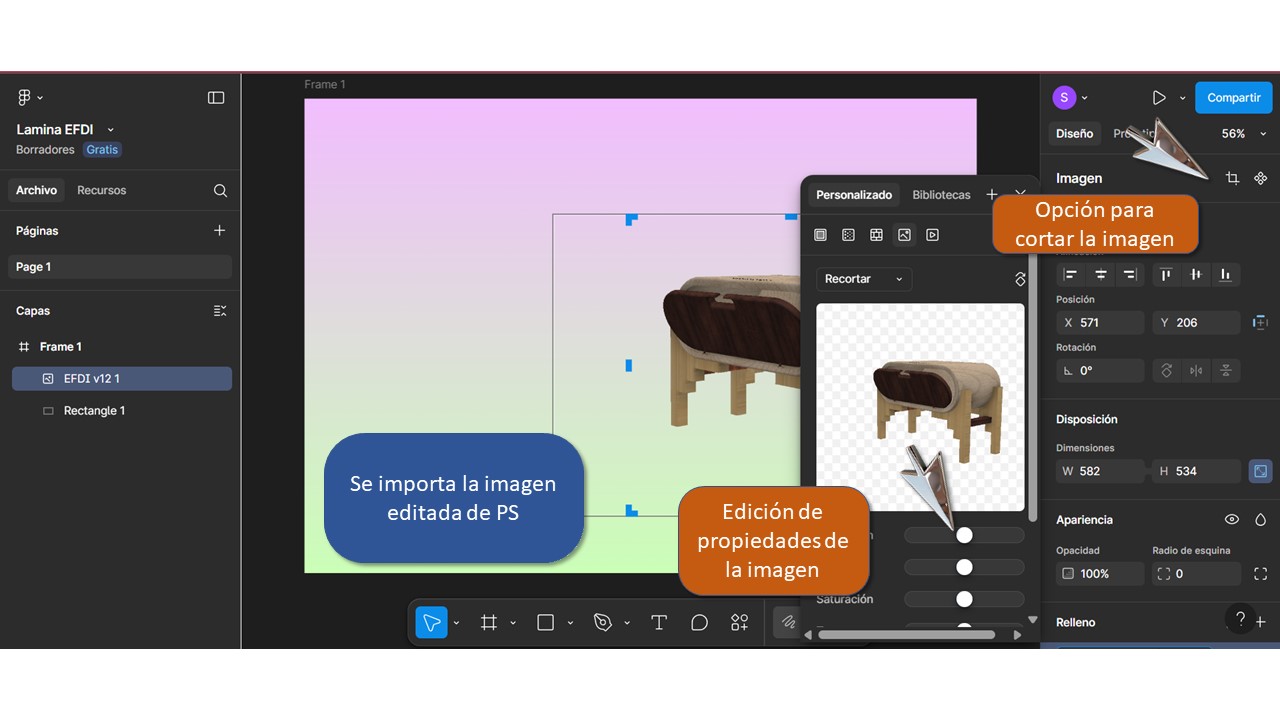 Frame 1
S
Compartir
Lamina EFDI
Borradores Gratis
Diseño
56%
Archivo Recursos
Imagen
Personalizado Bibliotecas
Opción para
cortar la imagen
Páginas
Page 1
Recortar
Posición
X 571 Y 206
Capas
Rotación
Frame 1
0°
EFDI v12 1
Rectangle 1
Disposición
Dimensiones
W 582 H 534
Se importa la imagen
editada de PS
Edición de
propiedades de
la imagen
Apariencia
Opacidad Radio de esquina
100% 0
Saturación
Relleno
?